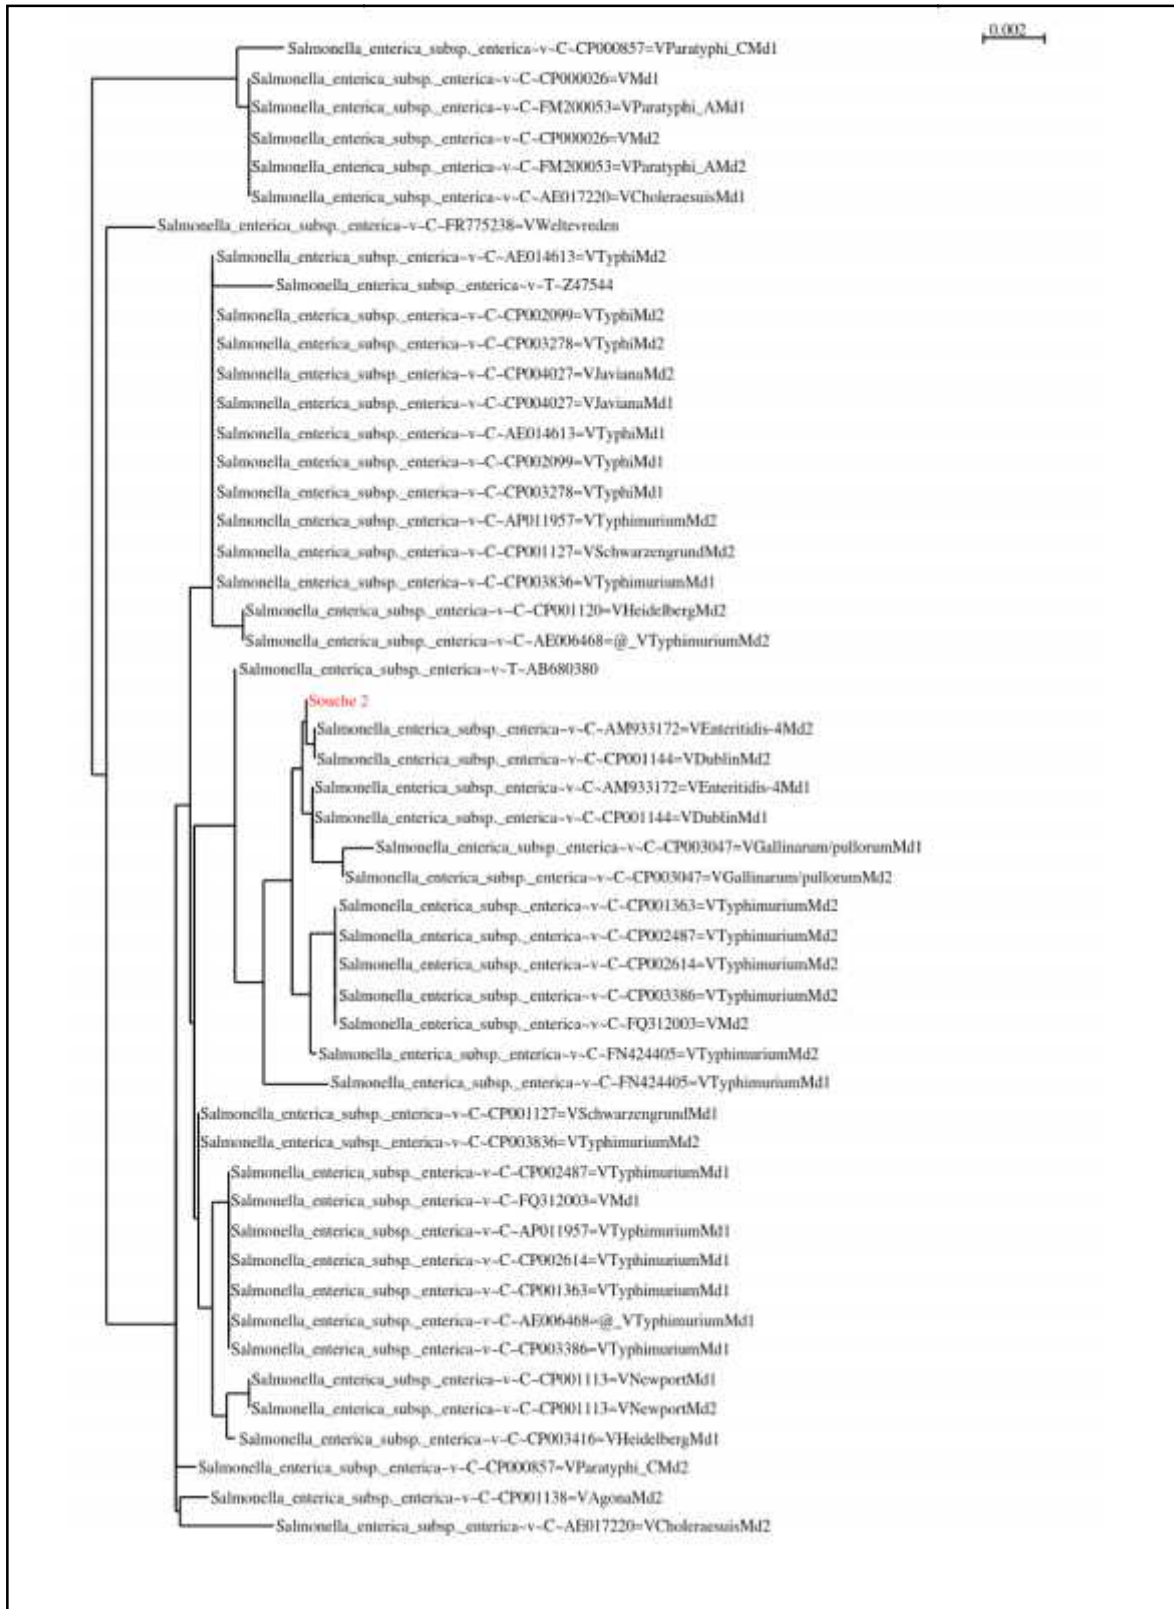 0.002
Salmonella_enterica_subsp._enterica~v~C~CP000857=VParatyphi_CMd1
Salmonella_enterica_subsp._enterica~v~C~CP000026=VMd1
Salmonella_enterica_subsp._enterica~v~C~FM200053=VParatyphi_AMd1
Salmonella_enterica_subsp._enterica~v~C~CP000026=VMd2
Salmonella_enterica_subsp._enterica~v~C~FM200053=VParatyphi_AMd2
Salmonella_enterica_subsp._enterica~v~C~AE017220=VCholeraesuisMd1
Salmonella_enterica_subsp._enterica~v~C~FR775238=VWeltevreden
Salmonella_enterica_subsp._enterica~v~C~AE014613=VTyphiMd2
Salmonella_enterica_subsp._enterica~v~T~Z47544
Salmonella_enterica_subsp._enterica~v~C~CP002099=VTyphiMd2
Salmonella_enterica_subsp._enterica~v~C~CP003278=VTyphiMd2
Salmonella_enterica_subsp._enterica~v~C~CP004027=VJavianaMd2
Salmonella_enterica_subsp._enterica~v~C~CP004027=VJavianaMd1
Salmonella_enterica_subsp._enterica~v~C~AE014613=VTyphiMd1
Salmonella_enterica_subsp._enterica~v~C~CP002099=VTyphiMd1
Salmonella_enterica_subsp._enterica~v~C~CP003278=VTyphiMd1
Salmonella_enterica_subsp._enterica~v~C~AP011957=VTyphimuriumMd2
Salmonella_enterica_subsp._enterica~v~C~CP001127=VSchwarzengrundMd2
Salmonella_enterica_subsp._enterica~v~C~CP003836=VTyphimuriumMd1
Salmonella_enterica_subsp._enterica~v~C~CP001120=VHeidelbergMd2
Salmonella_enterica_subsp._enterica~v~C~AE006468=@_VTyphimuriumMd2
Salmonella_enterica_subsp._enterica~v~T~AB680380
Souche 2
Salmonella_enterica_subsp._enterica~v~C~AM933172=VEnteritidis-4Md2
Salmonella_enterica_subsp._enterica~v~C~CP001144=VDublinMd2
Salmonella_enterica_subsp._enterica~v~C~AM933172=VEnteritidis-4Md1
Salmonella_enterica_subsp._enterica~v~C~CP001144=VDublinMd1
Salmonella_enterica_subsp._enterica~v~C~CP003047=VGallinarum/pullorumMd1
Salmonella_enterica_subsp._enterica~v~C~CP003047=VGallinarum/pullorumMd2
Salmonella_enterica_subsp._enterica~v~C~CP001363=VTyphimuriumMd2
Salmonella_enterica_subsp._enterica~v~C~CP002487=VTyphimuriumMd2
Salmonella_enterica_subsp._enterica~v~C~CP002614=VTyphimuriumMd2
Salmonella_enterica_subsp._enterica~v~C~CP003386=VTyphimuriumMd2
Salmonella_enterica_subsp._enterica~v~C~FQ312003=VMd2
Salmonella_enterica_subsp._enterica~v~C~FN424405=VTyphimuriumMd2
Salmonella_enterica_subsp._enterica~v~C~FN424405=VTyphimuriumMd1
Salmonella_enterica_subsp._enterica~v~C~CP001127=VSchwarzengrundMd1
Salmonella_enterica_subsp._enterica~v~C~CP003836=VTyphimuriumMd2
Salmonella_enterica_subsp._enterica~v~C~CP002487=VTyphimuriumMd1
Salmonella_enterica_subsp._enterica~v~C~FQ312003=VMd1
Salmonella_enterica_subsp._enterica~v~C~AP011957=VTyphimuriumMd1
Salmonella_enterica_subsp._enterica~v~C~CP002614=VTyphimuriumMd1
Salmonella_enterica_subsp._enterica~v~C~CP001363=VTyphimuriumMd1
Salmonella_enterica_subsp._enterica~v~C~AE006468=@_VTyphimuriumMd1
Salmonella_enterica_subsp._enterica~v~C~CP003386=VTyphimuriumMd1
Salmonella_enterica_subsp._enterica~v~C~CP001113=VNewportMd1
Salmonella_enterica_subsp._enterica~v~C~CP001113=VNewportMd2
Salmonella_enterica_subsp._enterica~v~C~CP003416=VHeidelbergMd1
Salmonella_enterica_subsp._enterica~v~C~CP000857=VParatyphi_CMd2
Salmonella_enterica_subsp._enterica~v~C~CP001138=VAgonaMd2
Salmonella_enterica_subsp._enterica~v~C~AE017220=VCholeraesuisMd2